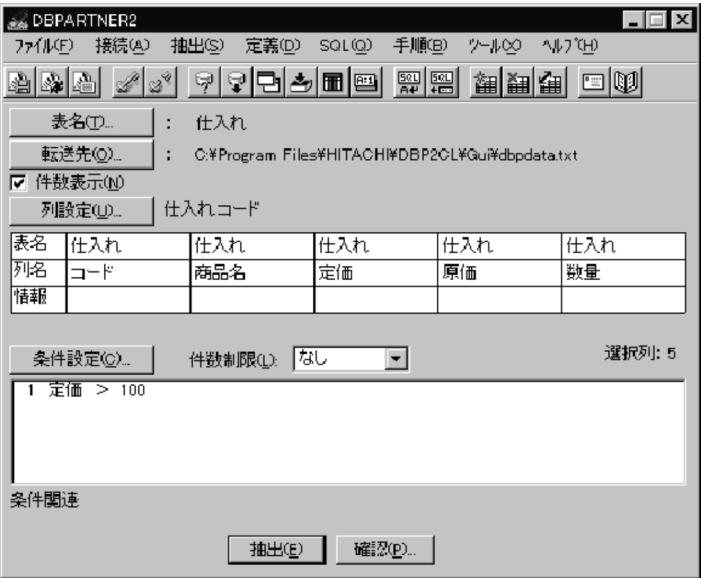 DBPARTNER2
ﾌｧｲﾙ(F) 接続(A) 抽出(S) 定義(D) SQL(Q) 手順(B) ﾂｰﾙ(X) ﾍﾙﾌﾟ(H)
表名(T)... : 仕入れ
転送先(O)... : C:¥Program Files¥HITACHI¥DBP2CL¥Gui¥dbpdata.txt
件数表示(N)
列設定(U)... 仕入れコード
表名 仕入れ 仕入れ 仕入れ 仕入れ 仕入れ
列名 コード 商品名 定価 原価 数量
情報
条件設定(C)... 件数制限(L): なし 選択列: 5
1 定価 > 100
条件関連
抽出(E) 確認(P)...